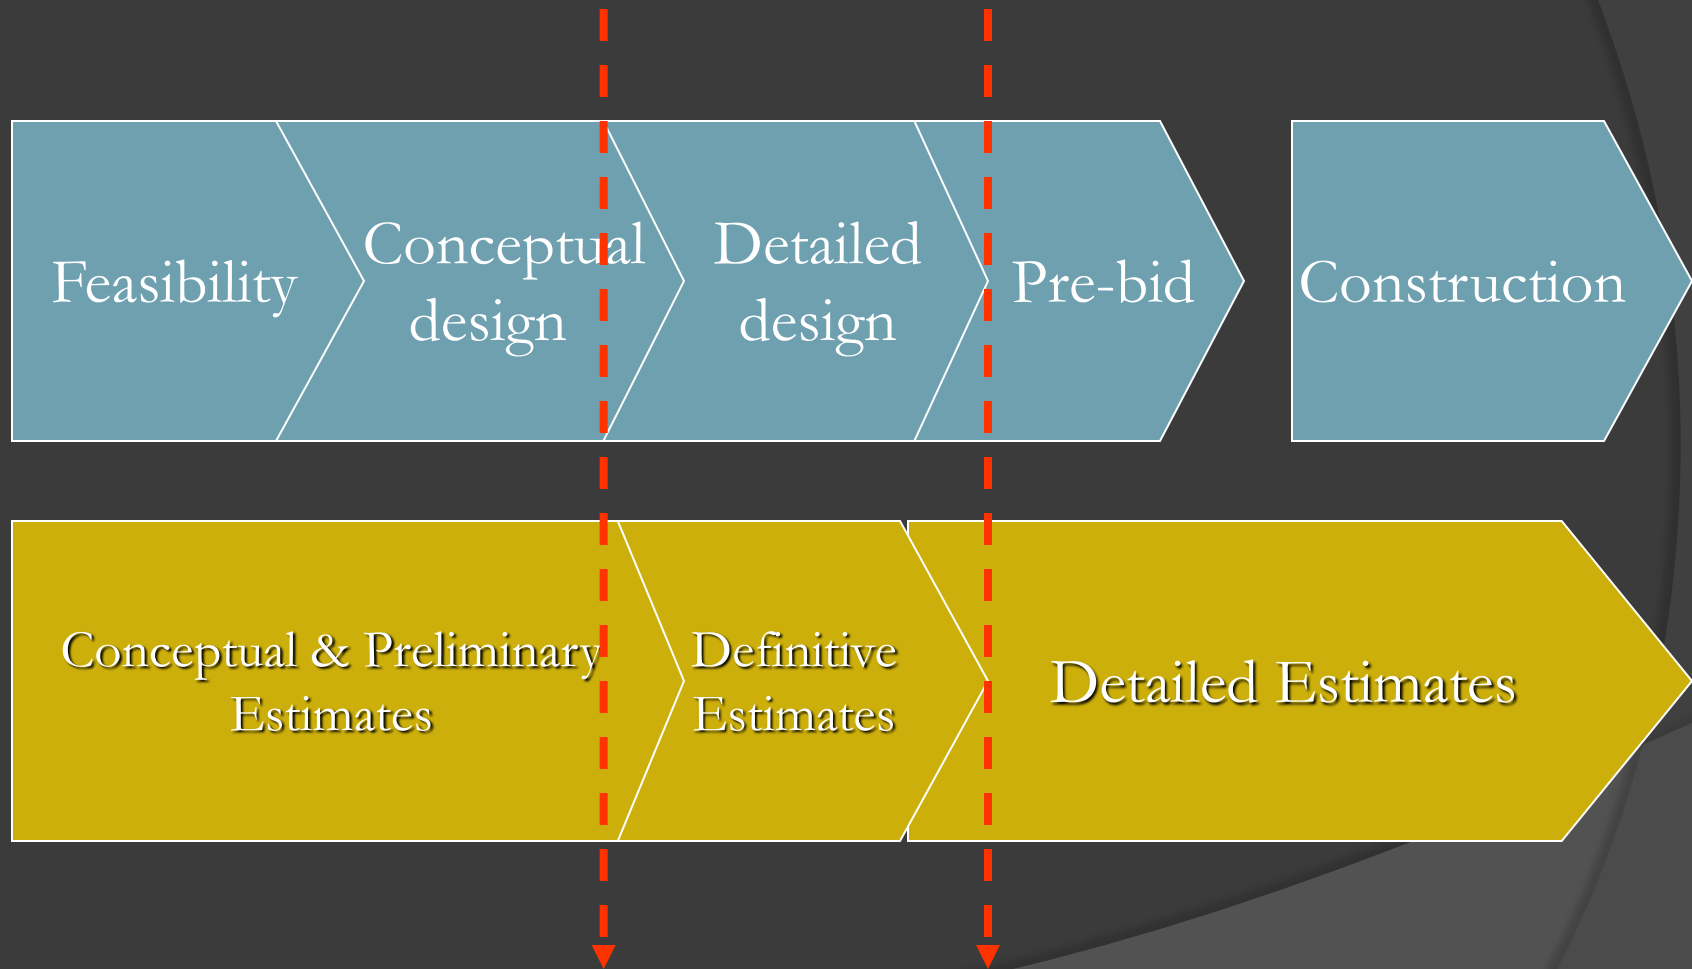 Feasibility
Conceptual
design
Detailed
design
Pre-bid
Construction
Conceptual & Preliminary
Estimates
Definitive
Estimates
Detailed Estimates